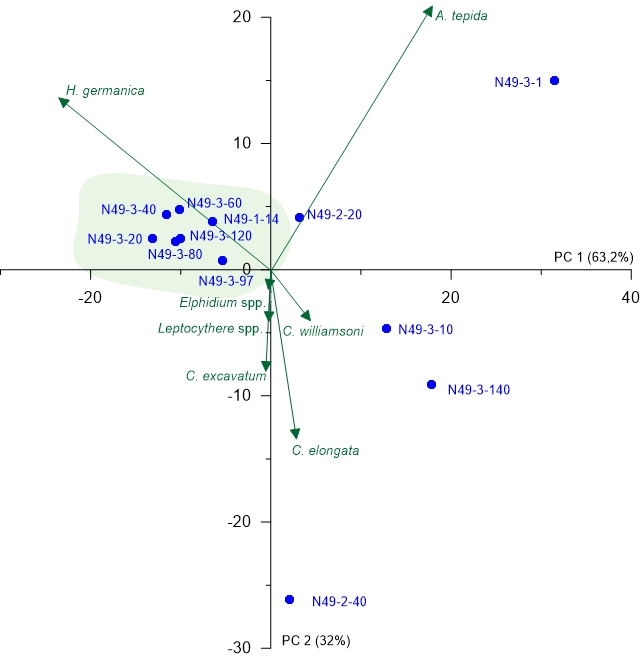 20
A. tepida
N49-3-1
H. germanica
10
N49-3-60
N49-3-40
N49-1-14
N49-2-20
N49-3-20
N49-3-120
N49-3-80
PC 1 (63,2%)
0
N49-3-97
-20
20
40
Elphidium spp.
Leptocythere spp.
C. williamsoni
N49-3-10
C. excavatum
N49-3-140
-10
C. elongata
-20
N49-2-40
PC 2 (32%)
-30